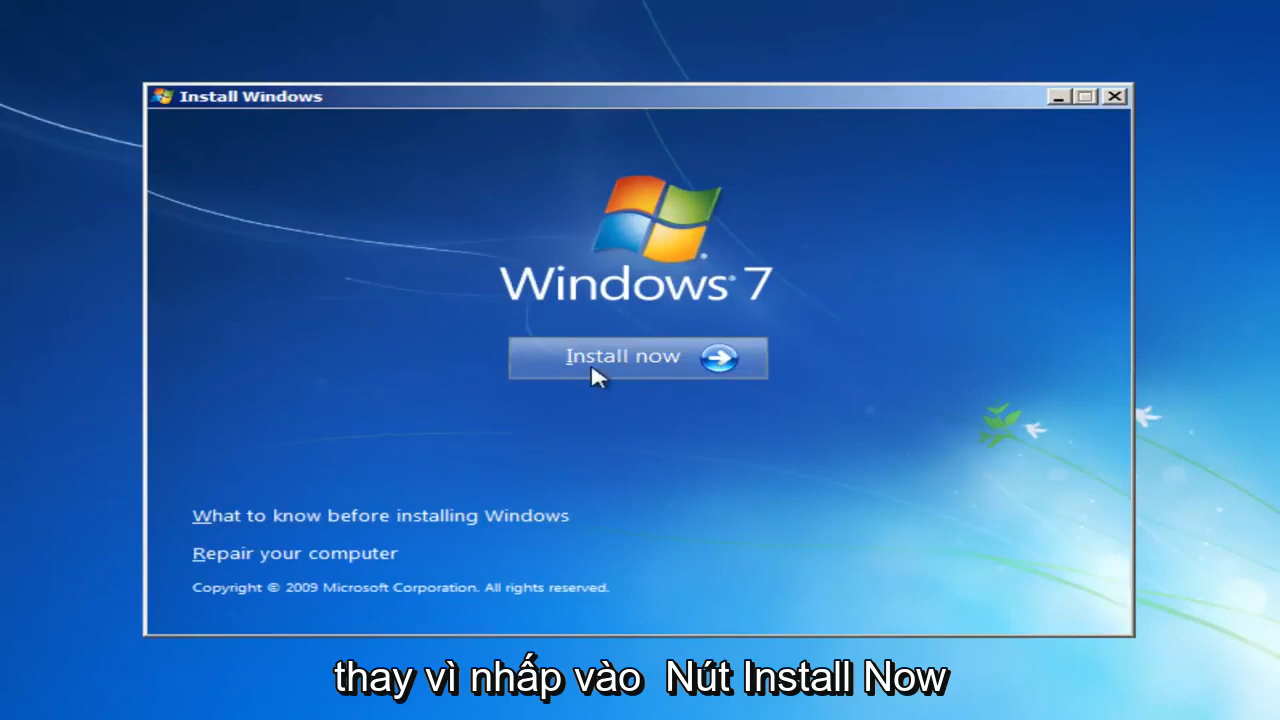 Install Windows
Windows 7
Install now
What to know before installing Windows
Repair your computer
Copyright © 2009 Microsoft Corporation. All rights reserved.
thay vì nhấp vào Nút Install Now